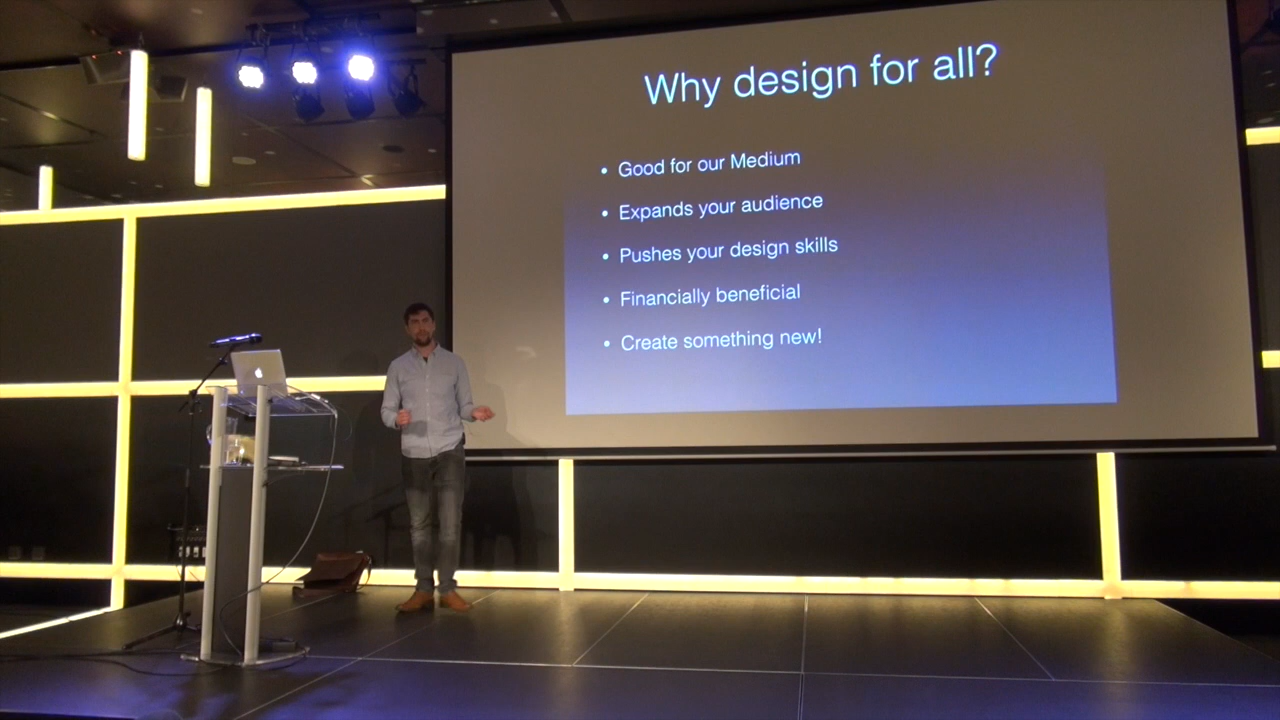 Why design for all?
• Good for our Medium
• Expands your audience
• Pushes your design skills
• Financially beneficial
• Create something new!